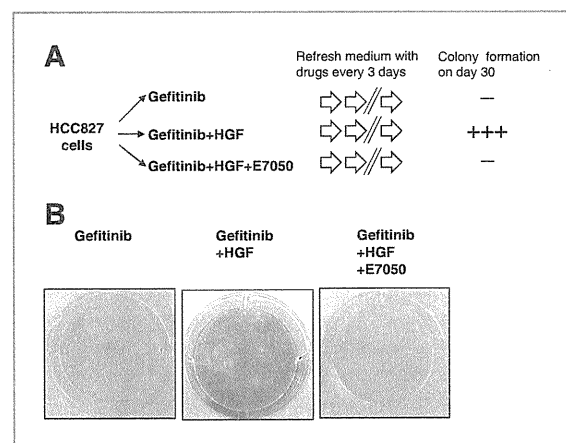 A
Refresh medium with
drugs every 3 days
Colony formation
on day 30
HCC827
cells
Gefitinib
—
Gefitinib+HGF
+++
Gefitinib+HGF+E7050
—
B
Gefitinib
Gefitinib
+HGF
Gefitinib
+HGF
+E7050